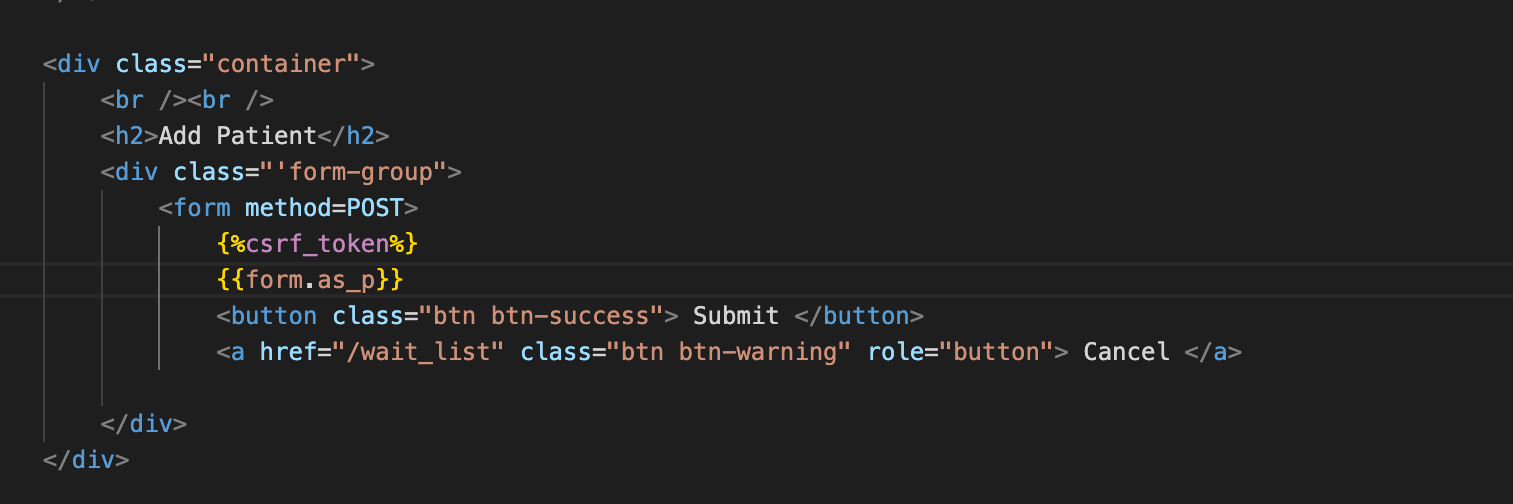 <div class="container">
<br /><br />
<h2>Add Patient</h2>
<div class="'form-group">
<form method=POST>
{%csrf_token%}
{{form.as_p}}
<button class="btn btn-success"> Submit </button>
<a href="/wait_list" class="btn btn-warning" role="button"> Cancel </a>
</div>
</div>